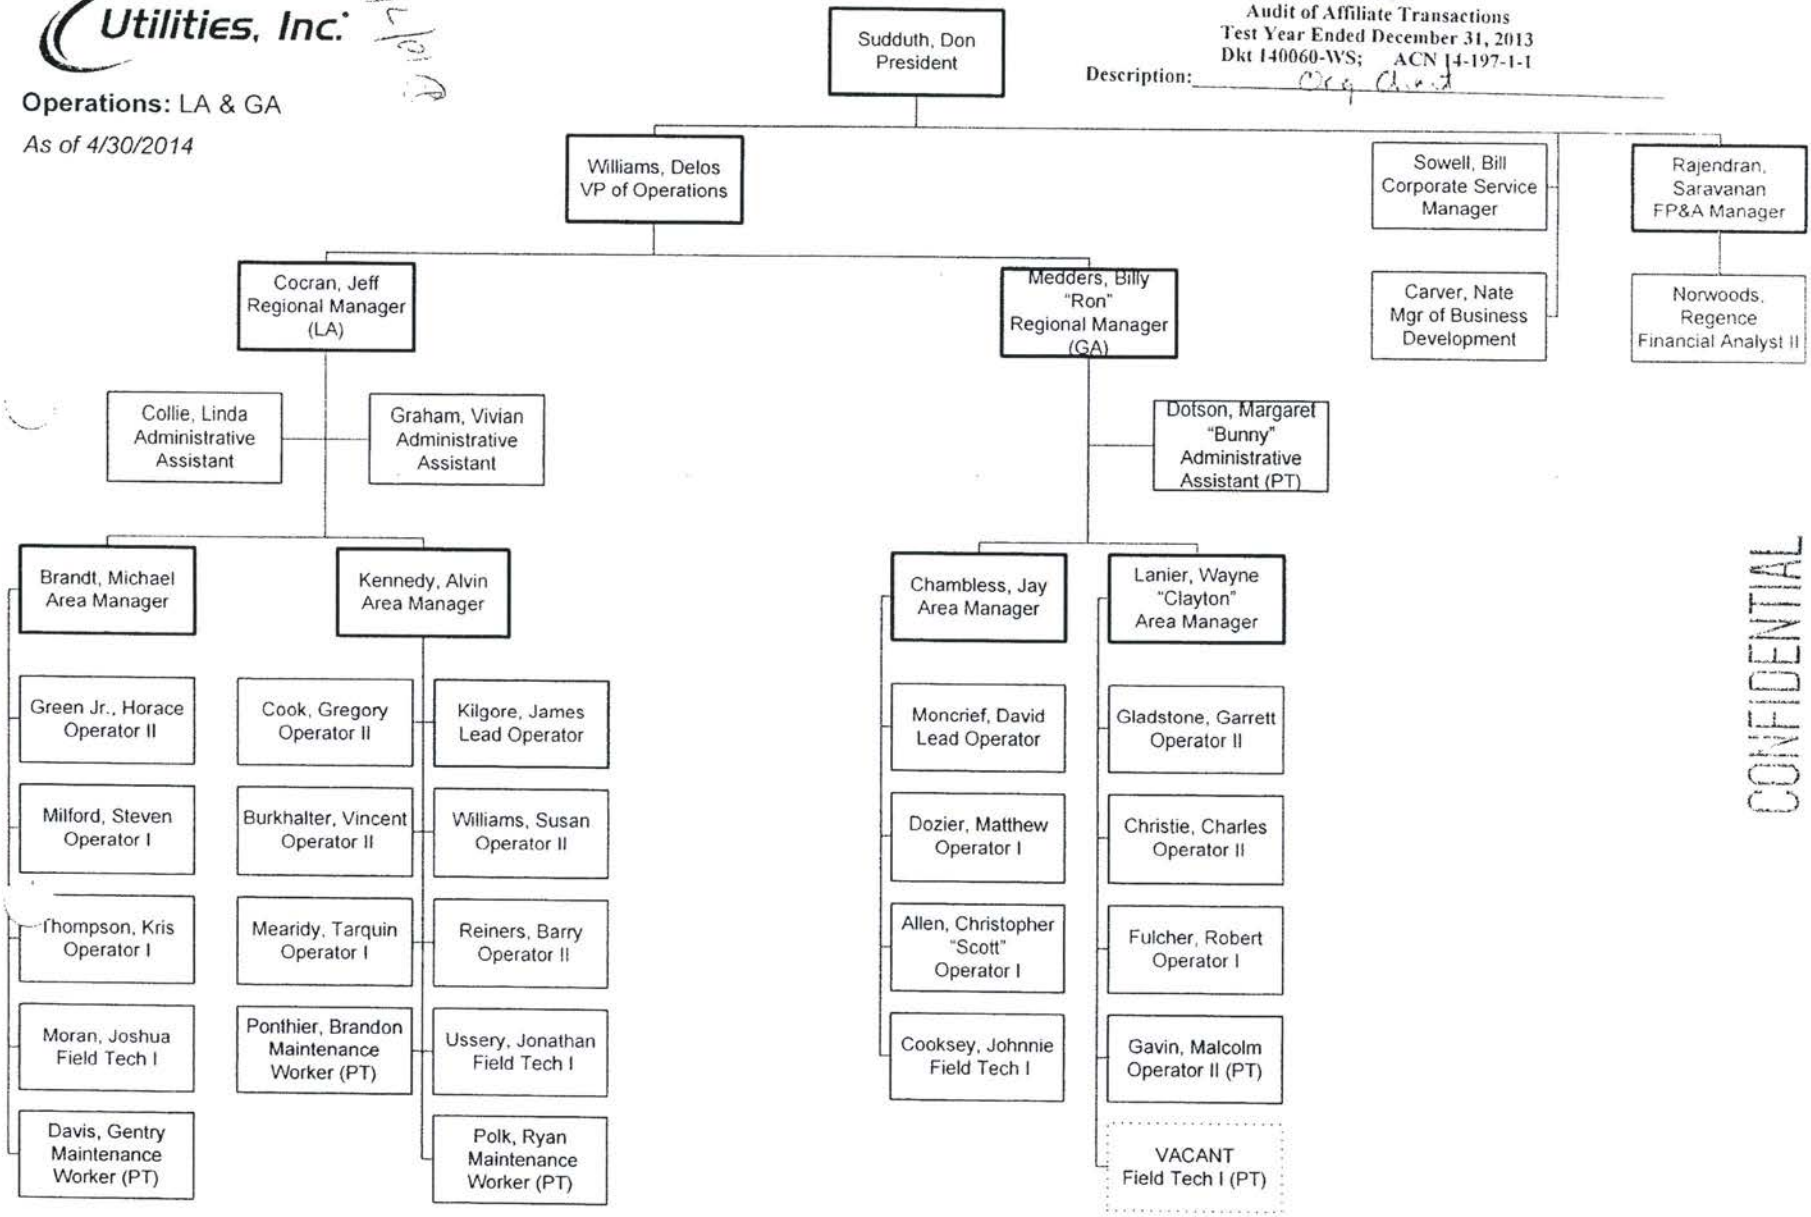 Utilities, Inc.
Operations: LA & GA
As of 4/30/2014
Audit of Affiliate Transactions
Test Year Ended December 31, 2013
Dkt 140060-WS; ACN 14-197-1-1
Description: Org Chart
Sudduth, Don
President
Williams, Delos
VP of Operations
Sowell, Bill
Corporate Service
Manager
Rajendran,
Saravanan
FP&A Manager
Carver, Nate
Mgr of Business
Development
Norwoods,
Regence
Financial Analyst II
Cocran, Jeff
Regional Manager
(LA)
Medders, Billy
“Ron”
Regional Manager
(GA)
Collie, Linda
Administrative
Assistant
Graham, Vivian
Administrative
Assistant
Dotson, Margaret
“Bunny”
Administrative
Assistant (PT)
Brandt, Michael
Area Manager
Kennedy, Alvin
Area Manager
Chambless, Jay
Area Manager
Lanier, Wayne
“Clayton”
Area Manager
Green Jr., Horace
Operator II
Cook, Gregory
Operator II
Kilgore, James
Lead Operator
Moncrief, David
Lead Operator
Gladstone, Garrett
Operator II
Milford, Steven
Operator I
Burkhalter, Vincent
Operator II
Williams, Susan
Operator II
Dozier, Matthew
Operator I
Christie, Charles
Operator II
Thompson, Kris
Operator I
Mearidy, Tarquin
Operator I
Reiners, Barry
Operator II
Allen, Christopher
“Scott”
Operator I
Fulcher, Robert
Operator I
Moran, Joshua
Field Tech I
Ponthier, Brandon
Maintenance
Worker (PT)
Ussery, Jonathan
Field Tech I
Cooksey, Johnnie
Field Tech I
Gavin, Malcolm
Operator II (PT)
Davis, Gentry
Maintenance
Worker (PT)
Polk, Ryan
Maintenance
Worker (PT)
VACANT
Field Tech I (PT)
CONFIDENTIAL